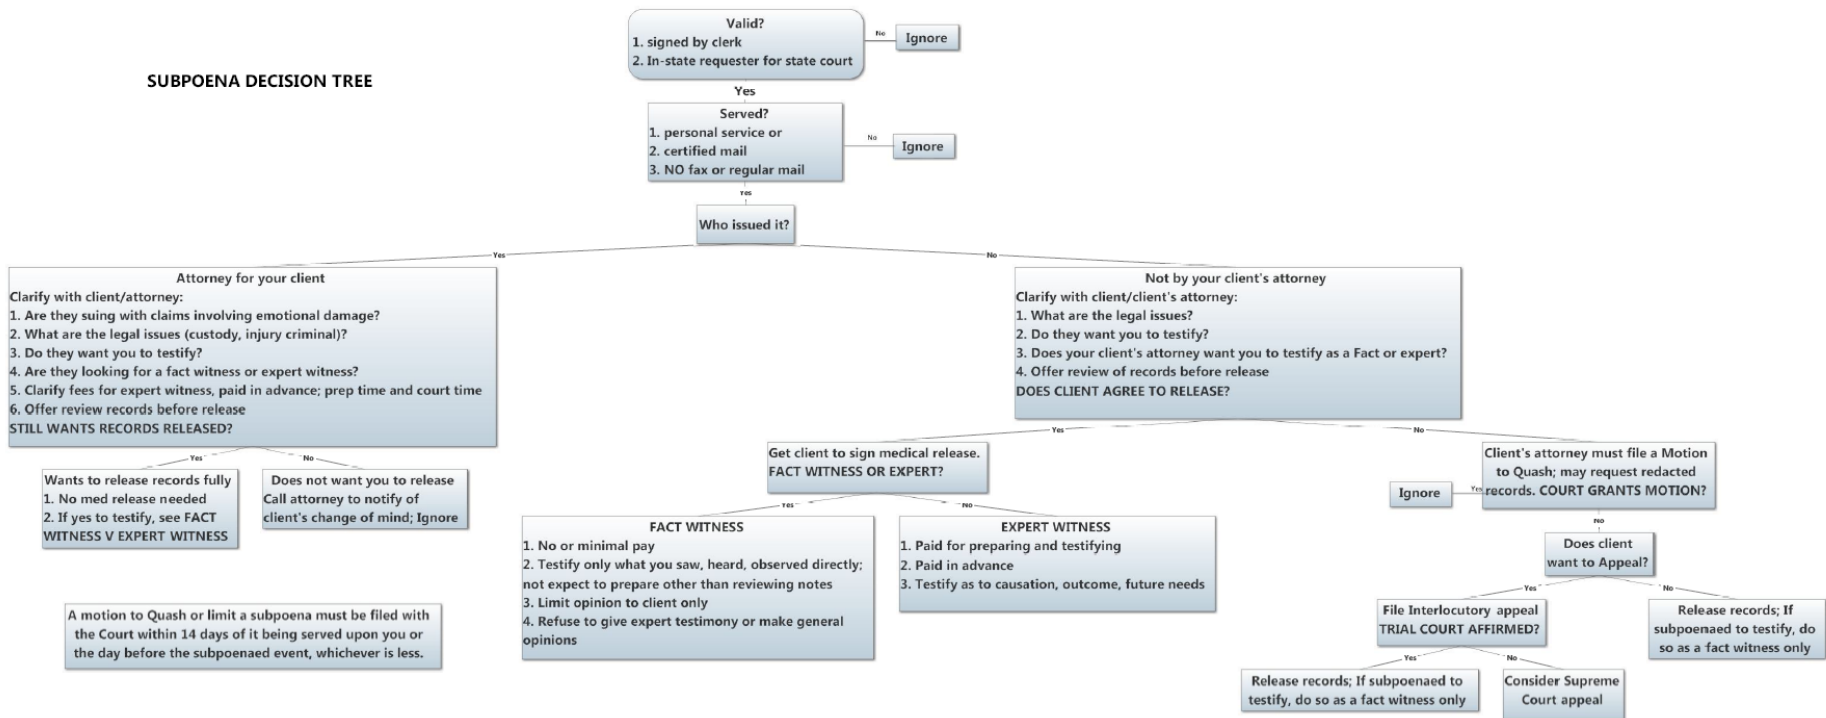 SUBPOENA DECISION TREE
Valid?
1. signed by clerk
2. In-state requester for state court
No
Ignore
Yes
Served?
1. personal service or
2. certified mail
3. NO fax or regular mail
No
Ignore
Yes
Who issued it?
Yes
No
Attorney for your client
Clarify with client/attorney:
1. Are they suing with claims involving emotional damage?
2. What are the legal issues (custody, injury criminal)?
3. Do they want you to testify?
4. Are they looking for a fact witness or expert witness?
5. Clarify fees for expert witness, paid in advance; prep time and court time
6. Offer review records before release
STILL WANTS RECORDS RELEASED?
Yes
No
Wants to release records fully
1. No med release needed
2. If yes to testify, see FACT
WITNESS V EXPERT WITNESS
Does not want you to release
Call attorney to notify of
client's change of mind; Ignore
A motion to Quash or limit a subpoena must be filed with
the Court within 14 days of it being served upon you or
the day before the subpoenaed event, whichever is less.
Not by your client's attorney
Clarify with client/client's attorney:
1. What are the legal issues?
2. Do they want you to testify?
3. Does your client's attorney want you to testify as a Fact or expert?
4. Offer review of records before release
DOES CLIENT AGREE TO RELEASE?
Yes
No
Get client to sign medical release.
FACT WITNESS OR EXPERT?
Yes
No
FACT WITNESS
1. No or minimal pay
2. Testify only what you saw, heard, observed directly;
not expect to prepare other than reviewing notes
3. Limit opinion to client only
4. Refuse to give expert testimony or make general
opinions
EXPERT WITNESS
1. Paid for preparing and testifying
2. Paid in advance
3. Testify as to causation, outcome, future needs
Client's attorney must file a Motion
to Quash; may request redacted
records. COURT GRANTS MOTION?
Yes
Ignore
No
Does client
want to Appeal?
Yes
No
File Interlocutory appeal
TRIAL COURT AFFIRMED?
Release records; If
subpoenaed to testify, do
so as a fact witness only
Yes
No
Release records; If subpoenaed to
testify, do so as a fact witness only
Consider Supreme
Court appeal